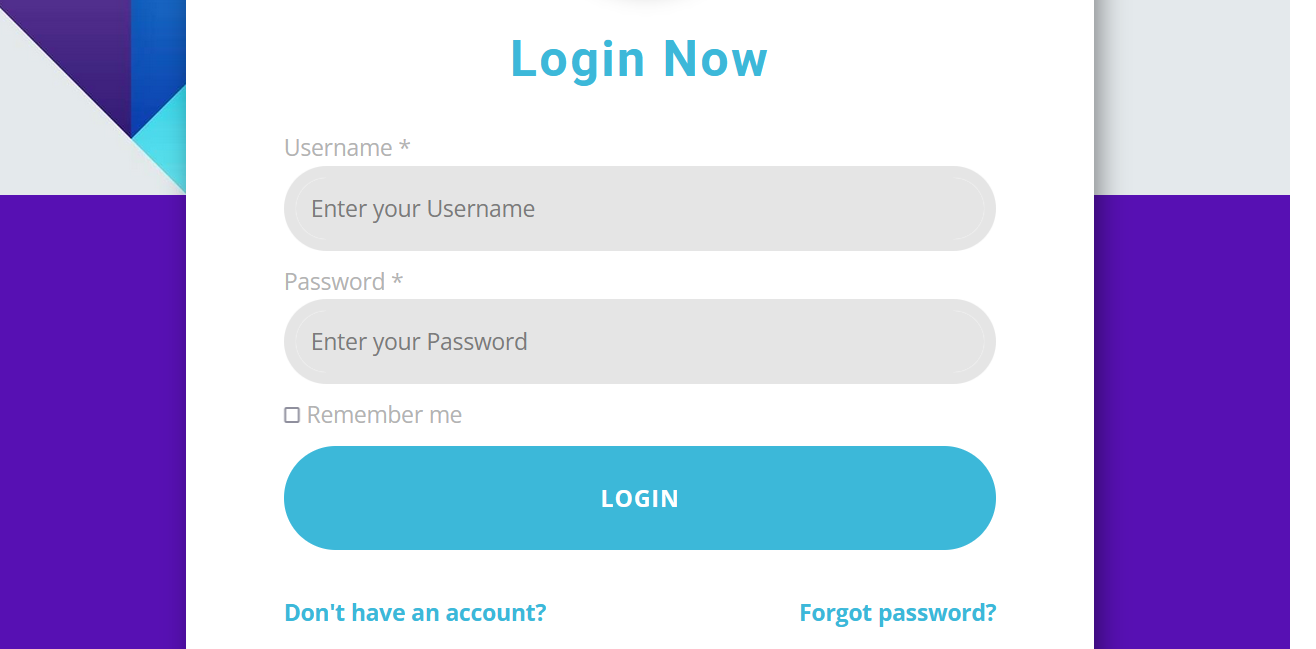 Login Now
Username *
Enter your Username
Password *
Enter your Password
Remember me
LOGIN
Don't have an account? Forgot password?